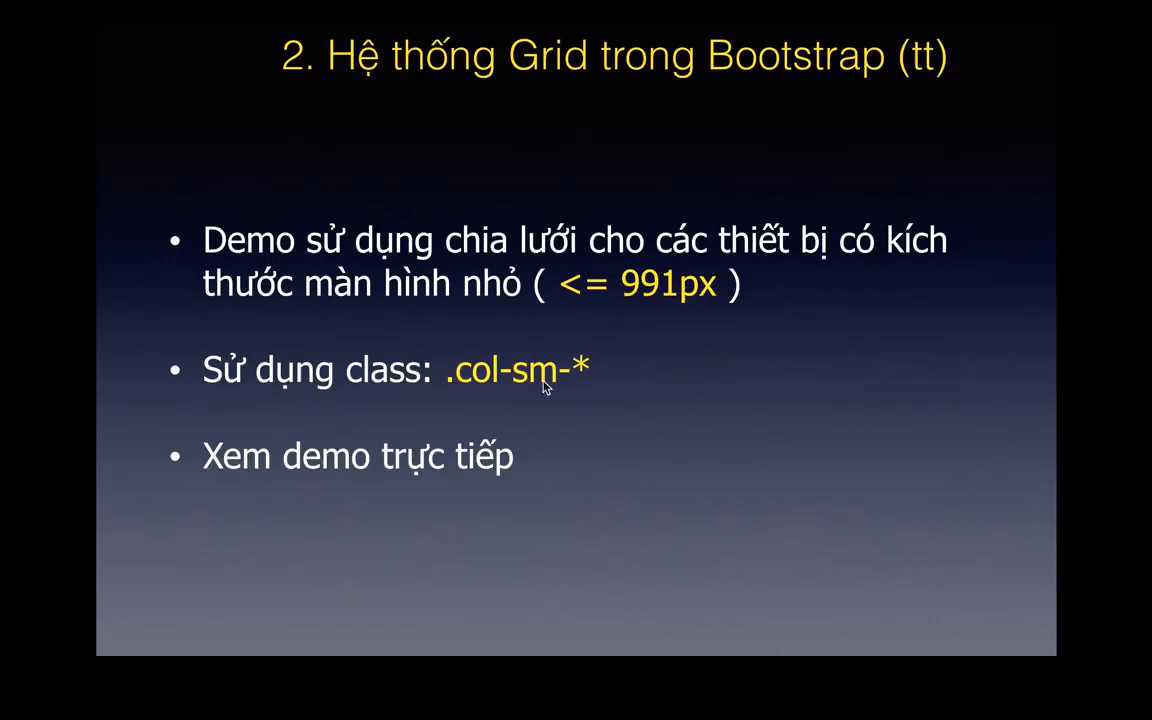 2. Hệ thống Grid trong Bootstrap (tt)
• Demo sử dụng chia lưới cho các thiết bị có kích
thước màn hình nhỏ ( <= 991px )
• Sử dụng class: .col-sm-*
• Xem demo trực tiếp